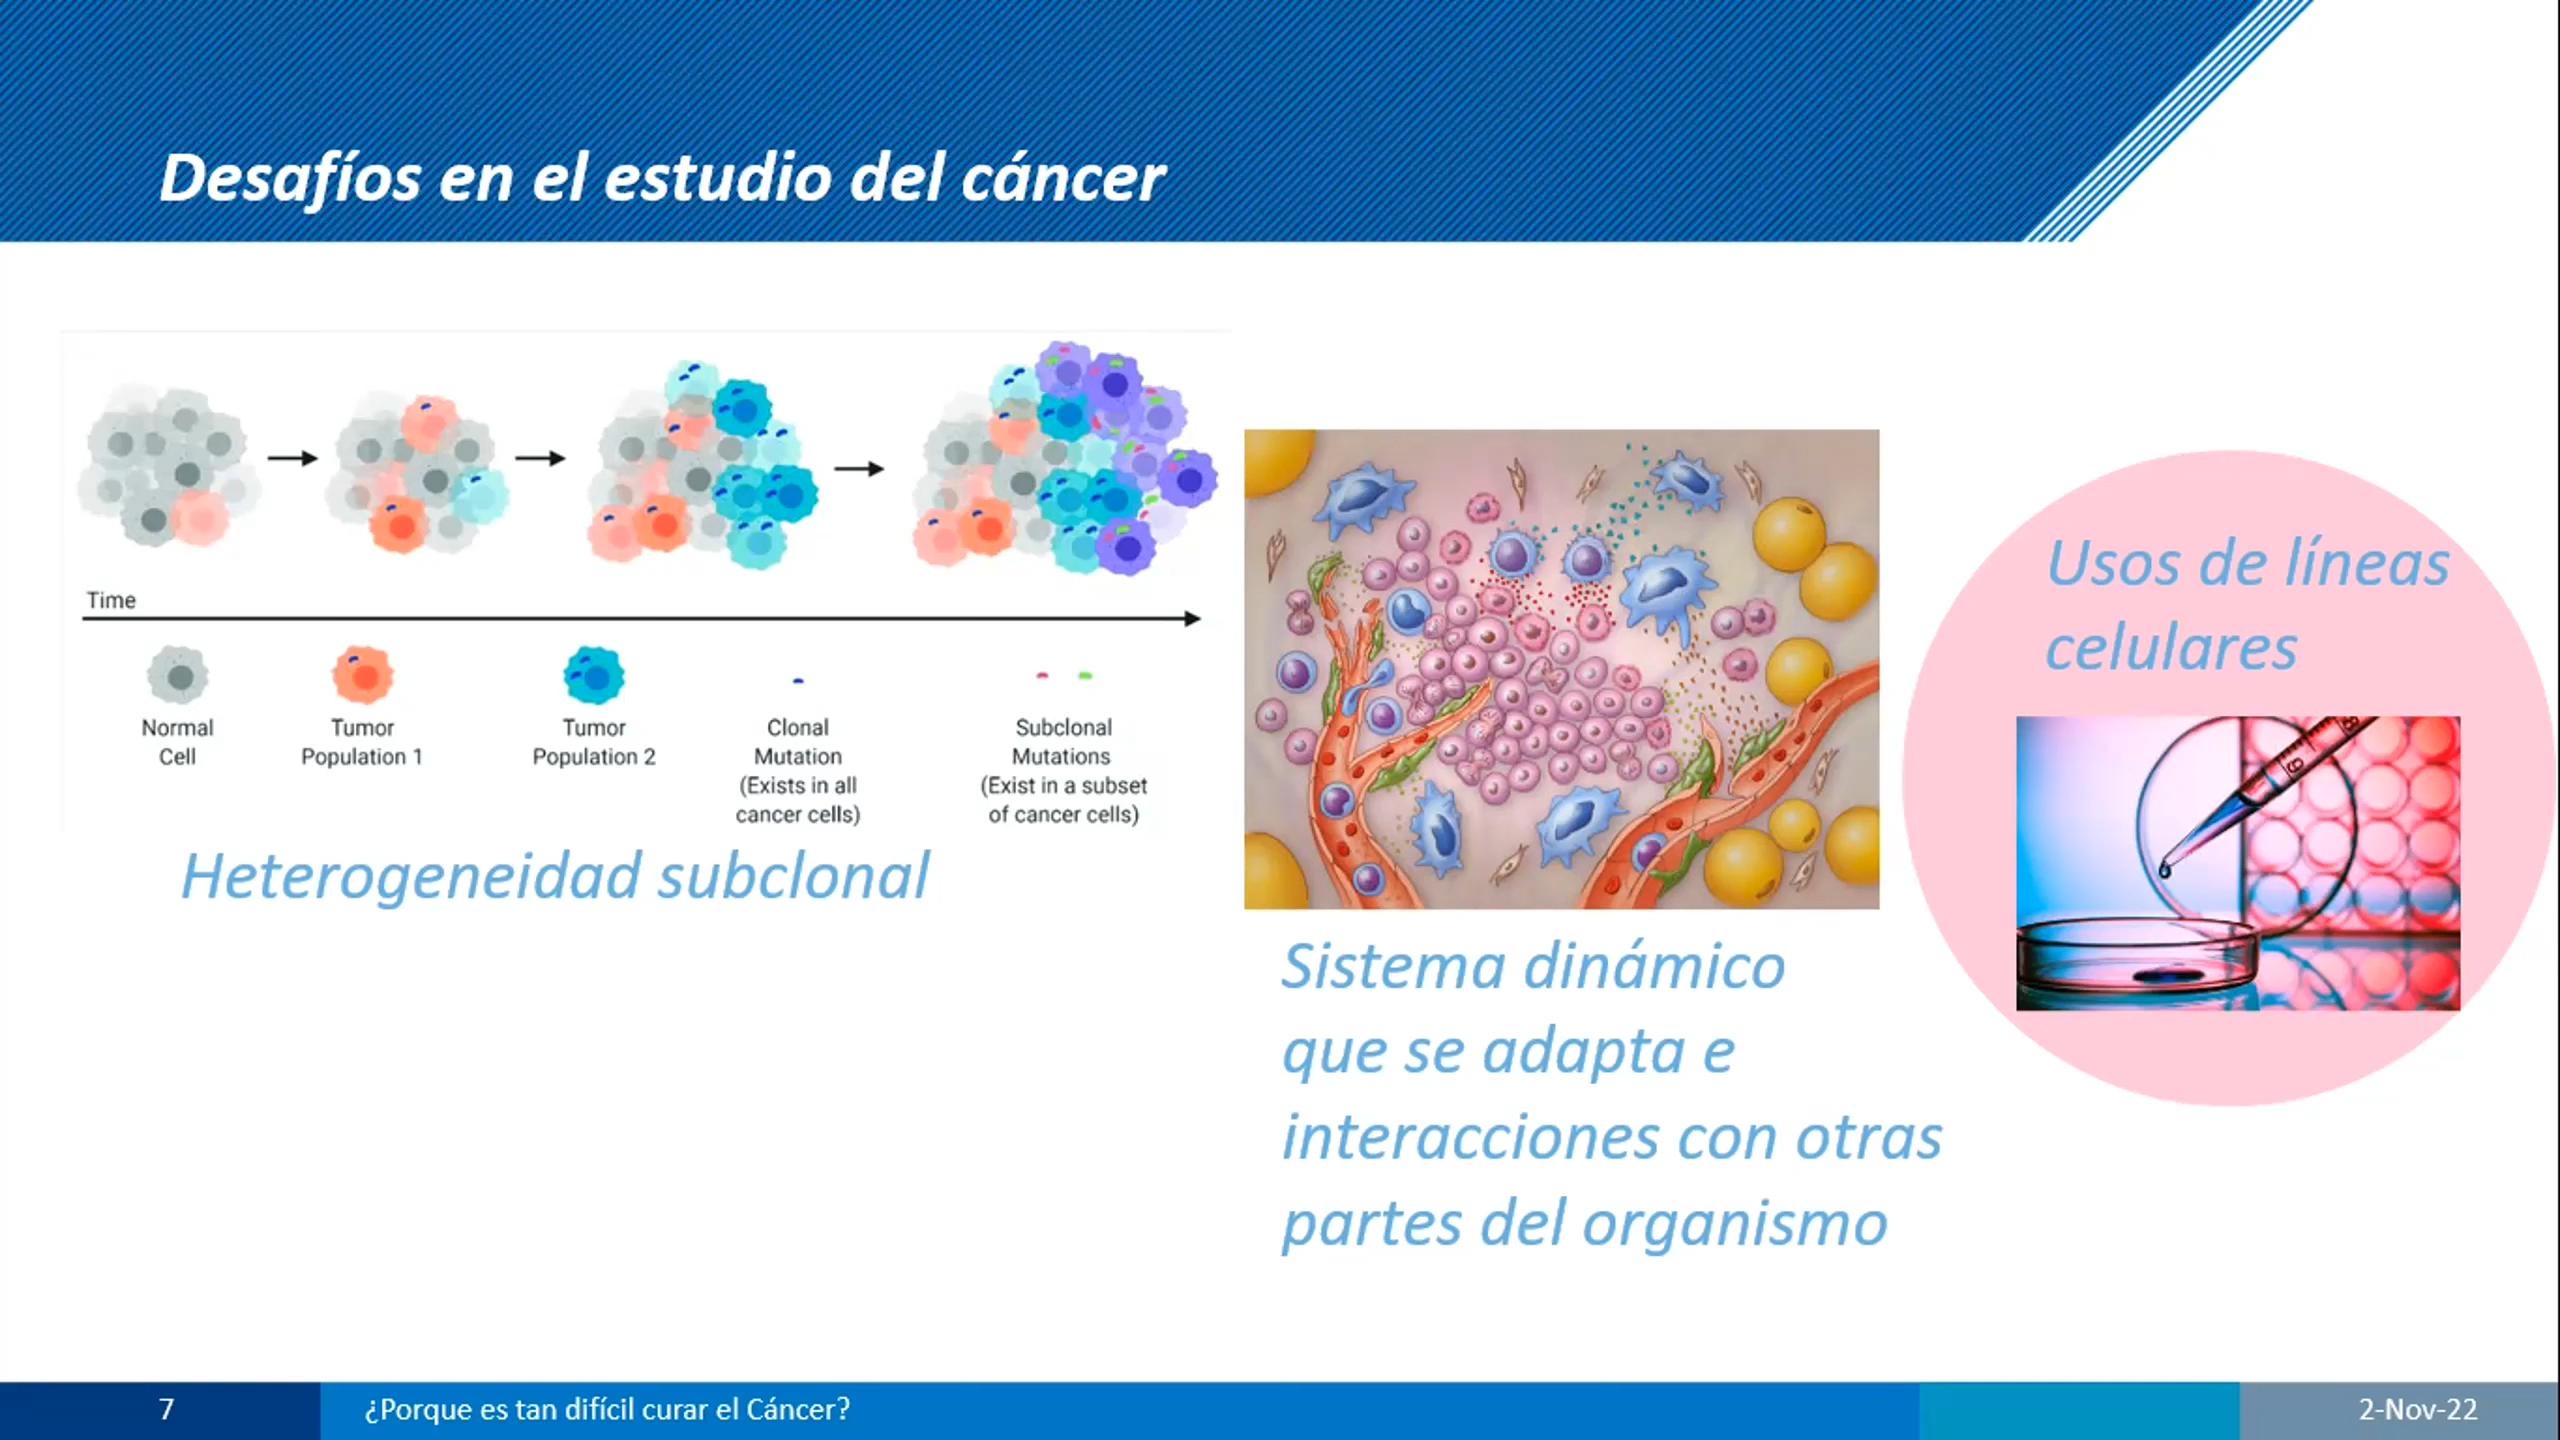 Desafíos en el estudio del cáncer
Time
Normal
Cell
Tumor
Population 1
Tumor
Population 2
Clonal
Mutation
(Exists in all
cancer cells)
Subclonal
Mutations
(Exist in a subset
of cancer cells)
Heterogeneidad subclonal
Sistema dinámico
que se adapta e
interacciones con otras
partes del organismo
Usos de líneas
celulares
7
¿Porque es tan difícil curar el Cáncer?
2-Nov-22